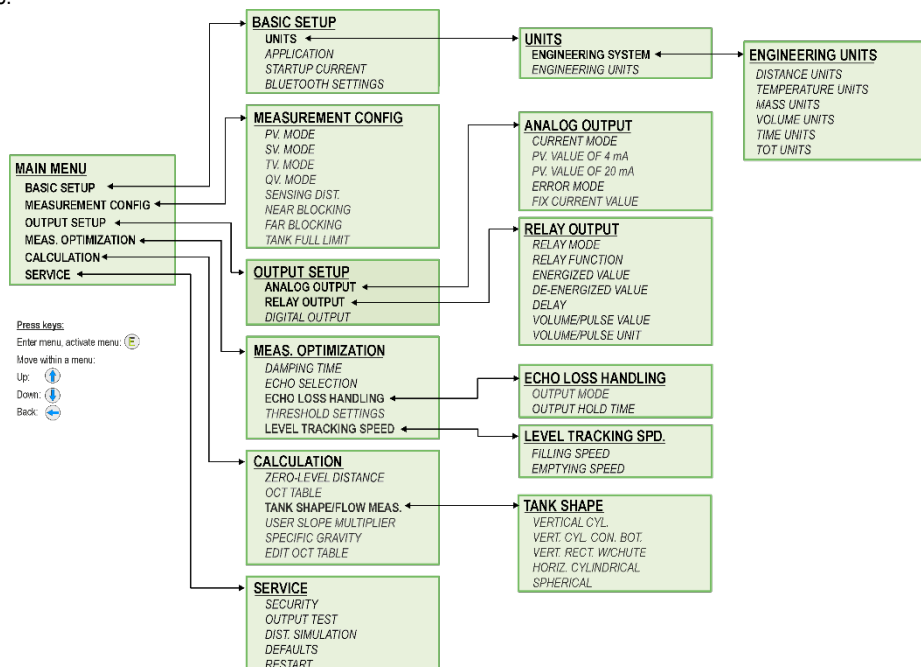 BASIC SETUP
UNITS
APPLICATION
STARTUP CURRENT
BLUETOOTH SETTINGS
UNITS
ENGINEERING SYSTEM
ENGINEERING UNITS
ENGINEERING UNITS
DISTANCE UNITS
TEMPERATURE UNITS
MASS UNITS
VOLUME UNITS
TIME UNITS
TOT UNITS
MEASUREMENT CONFIG
PV. MODE
SV. MODE
TV. MODE
QV. MODE
SENSING DIST.
NEAR BLOCKING
FAR BLOCKING
TANK FULL LIMIT
ANALOG OUTPUT
CURRENT MODE
PV. VALUE OF 4 mA
PV. VALUE OF 20 mA
ERROR MODE
FIX CURRENT VALUE
MAIN MENU
BASIC SETUP
MEASUREMENT CONFIG
OUTPUT SETUP
MEAS. OPTIMIZATION
CALCULATION
SERVICE
RELAY OUTPUT
RELAY MODE
RELAY FUNCTION
ENERGIZED VALUE
DE-ENERGIZED VALUE
DELAY
VOLUME/PULSE VALUE
VOLUME/PULSE UNIT
OUTPUT SETUP
ANALOG OUTPUT
RELAY OUTPUT
DIGITAL OUTPUT
Press keys:
Enter menu, activate menu: E
Move within a menu:
Up:
Down:
Back:
MEAS. OPTIMIZATION
DAMPING TIME
ECHO SELECTION
ECHO LOSS HANDLING
THRESHOLD SETTINGS
LEVEL TRACKING SPEED
ECHO LOSS HANDLING
OUTPUT MODE
OUTPUT HOLD TIME
LEVEL TRACKING SPD.
FILLING SPEED
EMPTYING SPEED
CALCULATION
ZERO-LEVEL DISTANCE
OCT TABLE
TANK SHAPE/FLOW MEAS.
USER SLOPE MULTIPLIER
SPECIFIC GRAVITY
EDIT OCT TABLE
TANK SHAPE
VERTICAL CYL.
VERT. CYL. CON. BOT.
VERT. RECT. W/CHUTE
HORIZ. CYLINDRICAL
SPHERICAL
SERVICE
SECURITY
OUTPUT TEST
DIST. SIMULATION
DEFAULTS
RESTART